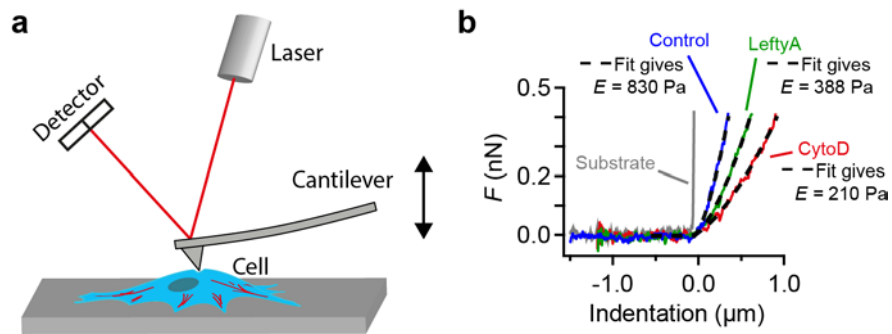 a
Laser
Detector
Cantilever
Cell
b
Control
LeftyA
Fit gives
E = 830 Pa
Fit gives
E = 388 Pa
Substrate
CytoD
Fit gives
E = 210 Pa
F (nN)
0.5
0.2
0.0
-1.0
0.0
1.0
Indentation (μm)